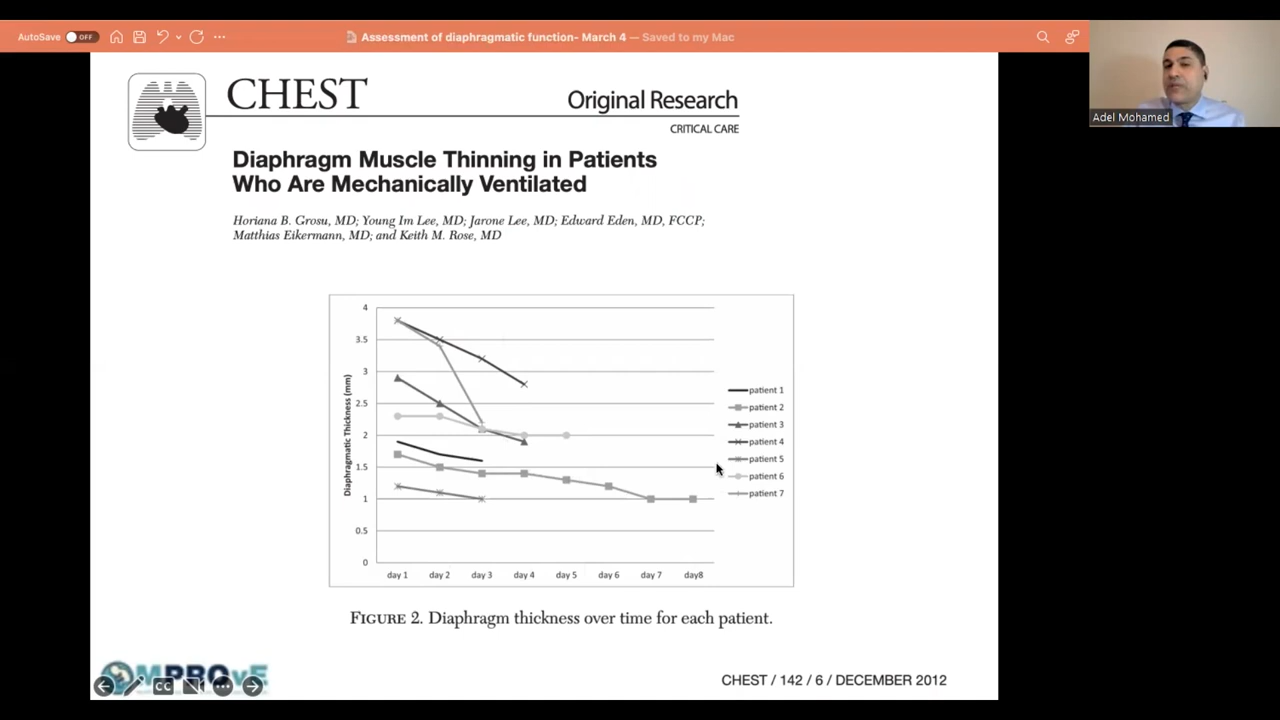 AutoSave OFF
Assessment of diaphragmatic function- March 4 — Saved to my Mac
Adel Mohamed
CHEST
Original Research
CRITICAL CARE
Diaphragm Muscle Thinning in Patients
Who Are Mechanically Ventilated
Horiana B. Grosu, MD; Young Im Lee, MD; Jarone Lee, MD; Edward Eden, MD, FCCP;
Matthias Eikermann, MD; and Keith M. Rose, MD
Diaphragmatic Thickness (mm)
4
3.5
3
2.5
2
1.5
1
0.5
0
day 1 day 2 day 3 day 4 day 5 day 6 day 7 day8
patient 1
patient 2
patient 3
patient 4
patient 5
patient 6
patient 7
FIGURE 2. Diaphragm thickness over time for each patient.
CC
CHEST / 142 / 6 / DECEMBER 2012